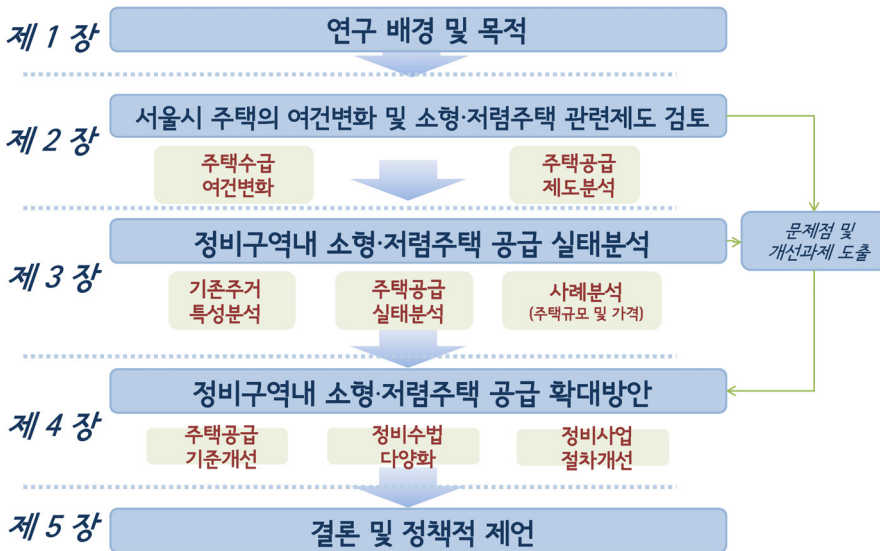 제 1 장
연구 배경 및 목적
제 2 장
서울시 주택의 여건변화 및 소형·저렴주택 관련제도 검토
주택수급
여건변화
주택공급
제도분석
제 3 장
정비구역내 소형·저렴주택 공급 실태분석
문제점 및
개선과제 도출
기존주거
특성분석
주택공급
실태분석
사례분석
(주택규모 및 가격)
제 4 장
정비구역내 소형·저렴주택 공급 확대방안
주택공급
기준개선
정비수법
다양화
정비사업
절차개선
제 5 장
결론 및 정책적 제언